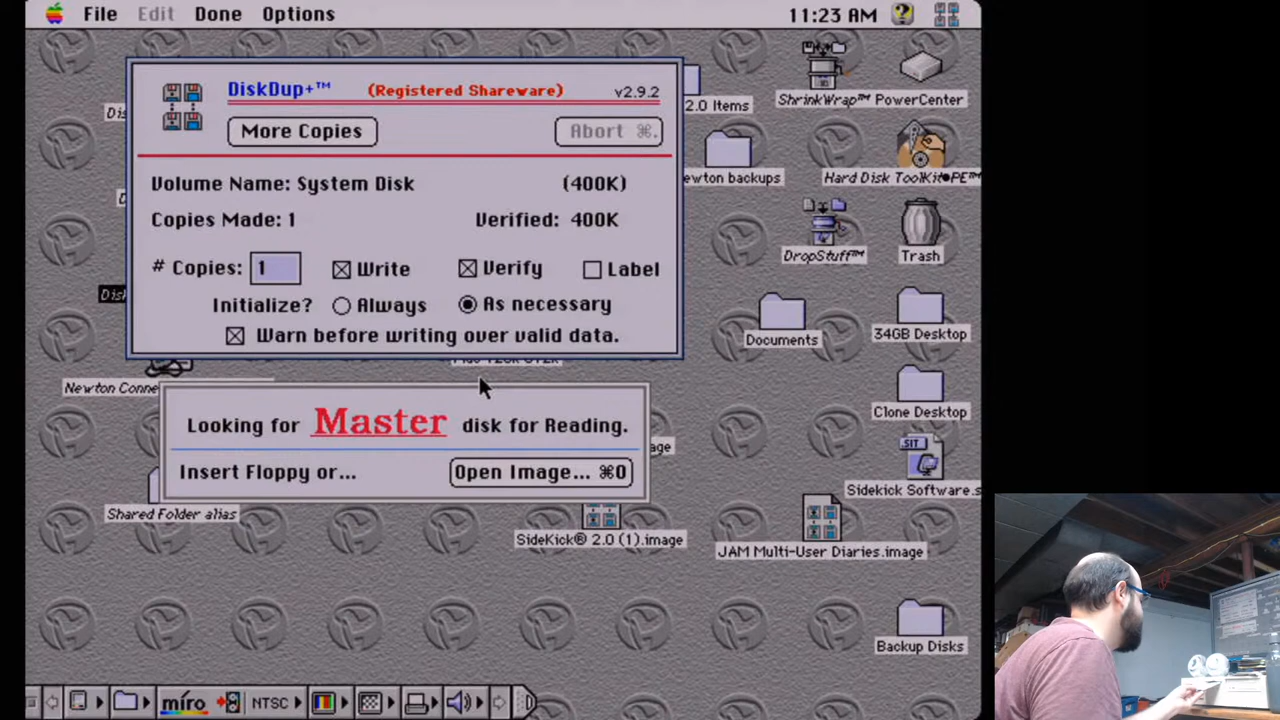 File Edit Done Options 11:23 AM
DiskDup+™ (Registered Shareware) v2.9.2
More Copies Abort ⌘.
Volume Name: System Disk (400K)
Copies Made: 1 Verified: 400K
# Copies: 1 Write Verify Label
Initialize? Always As necessary
Warn before writing over valid data.
Looking for Master disk for Reading.
Insert Floppy or... Open Image... ⌘O
2.0 Items
ShrinkWrap™
PowerCenter
ewton backups
Hard Disk ToolKit•PE™
DropStuff™
Trash
Documents
34GB Desktop
Newton Conne
Clone Desktop
.SIT
Sidekick Software.s
Shared Folder alias
SideKick® 2.0 (1).image
JAM Multi-User Diaries.image
Backup Disks
miro NTSC